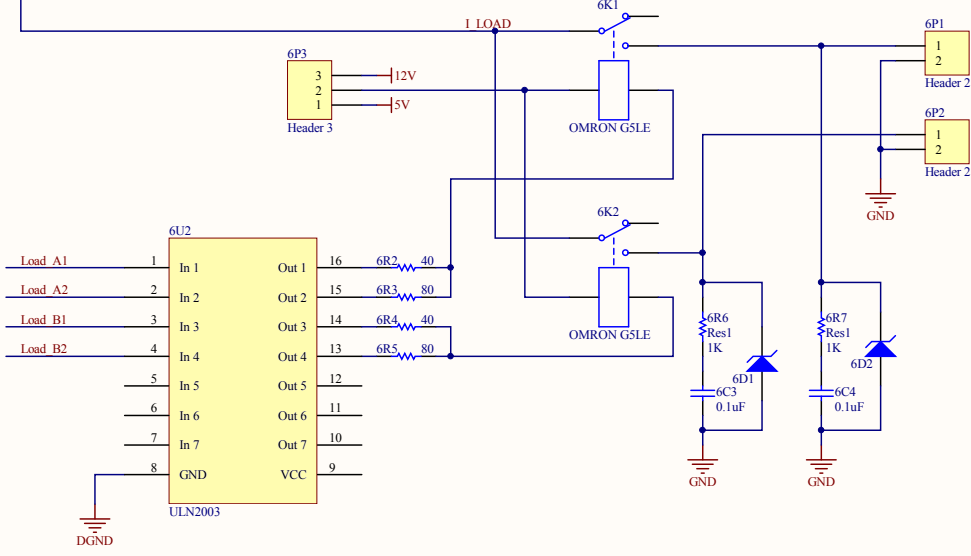 6K1
I_LOAD
6P3
3
12V
2
1
5V
Header 3
OMRON G5LE
6P1
1
2
Header 2
6P2
1
2
Header 2
GND
6K2
OMRON G5LE
6U2
Load_A1 1 In 1 Out 1 16 6R2 40
Load_A2 2 In 2 Out 2 15 6R3 80
Load_B1 3 In 3 Out 3 14 6R4 40
Load_B2 4 In 4 Out 4 13 6R5 80
5 In 5 Out 5 12
6 In 6 Out 6 11
7 In 7 Out 7 10
8 GND VCC 9
ULN2003
DGND
6R6
Res1
1K
6D1
6C3
0.1uF
GND
6R7
Res1
1K
6D2
6C4
0.1uF
GND